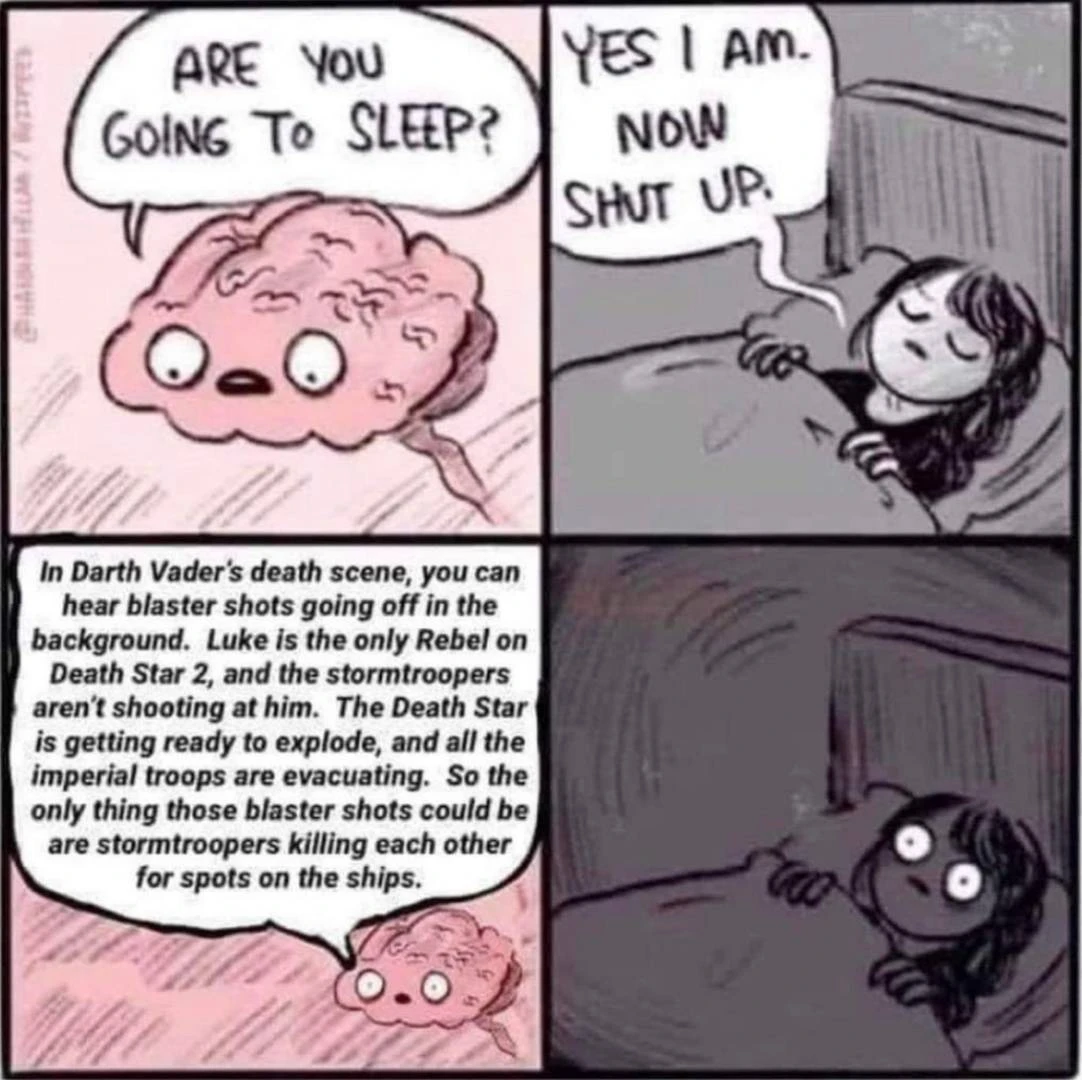 ARE YOU
GOING TO SLEEP?
YES I AM.
NOW
SHUT UP.
@HANNAHHILLAM / BUZZFEED
In Darth Vader's death scene, you can
hear blaster shots going off in the
background. Luke is the only Rebel on
Death Star 2, and the stormtroopers
aren't shooting at him. The Death Star
is getting ready to explode, and all the
imperial troops are evacuating. So the
only thing those blaster shots could be
are stormtroopers killing each other
for spots on the ships.